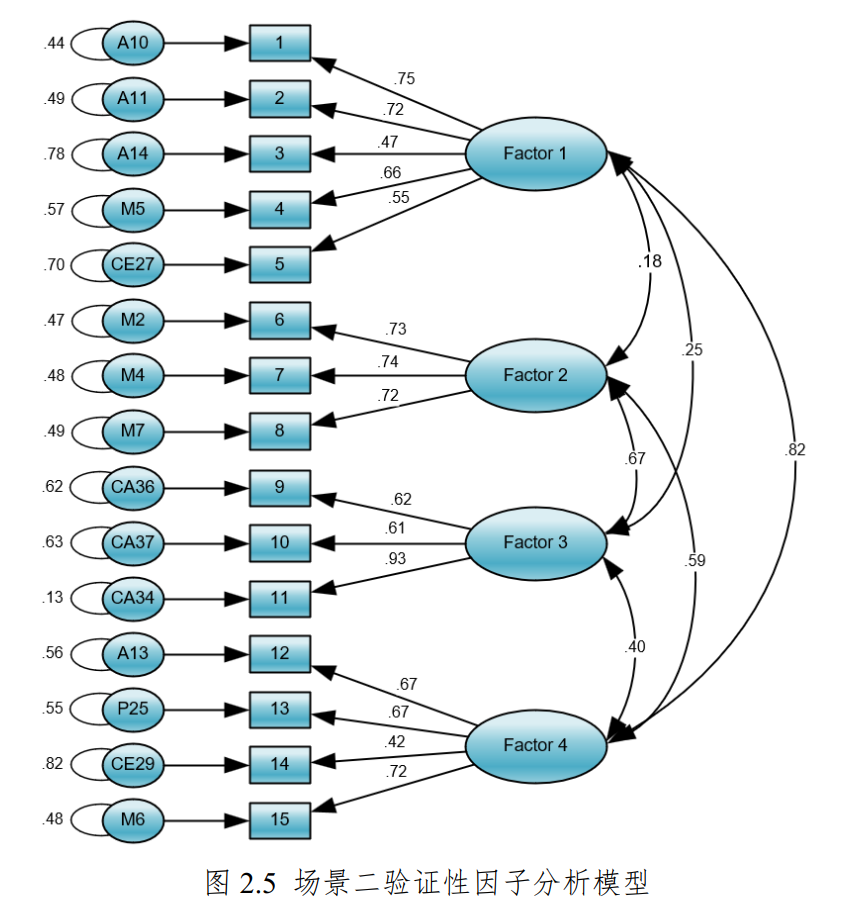 .44 A10 1
.75
.49 A11 2
.72
.78 A14 3
.47
Factor 1
.66
.57 M5 4
.55
.70 CE27 5
.18
.47 M2 6
.73
.25
.48 M4 7
.74
Factor 2
.72
.49 M7 8
.82
.67
.62 CA36 9
.62
.61
.63 CA37 10
Factor 3
.93
.59
.13 CA34 11
.40
.56 A13 12
.67
.55 P25 13
.67
.42
Factor 4
.82 CE29 14
.72
.48 M6 15
图 2.5 场景二验证性因子分析模型